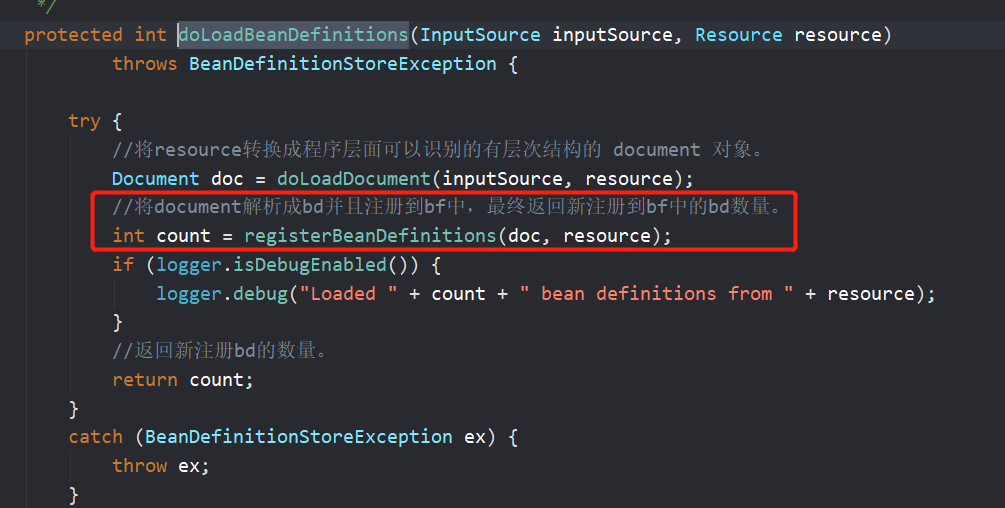 */
protected int doLoadBeanDefinitions(InputSource inputSource, Resource resource)
throws BeanDefinitionStoreException {
try {
//将resource转换成程序层面可以识别的有层次结构的 document 对象。
Document doc = doLoadDocument(inputSource, resource);
//将document解析成bd并且注册到bf中，最终返回新注册到bf中的bd数量。
int count = registerBeanDefinitions(doc, resource);
if (logger.isDebugEnabled()) {
logger.debug("Loaded " + count + " bean definitions from " + resource);
}
//返回新注册bd的数量。
return count;
}
catch (BeanDefinitionStoreException ex) {
throw ex;
}